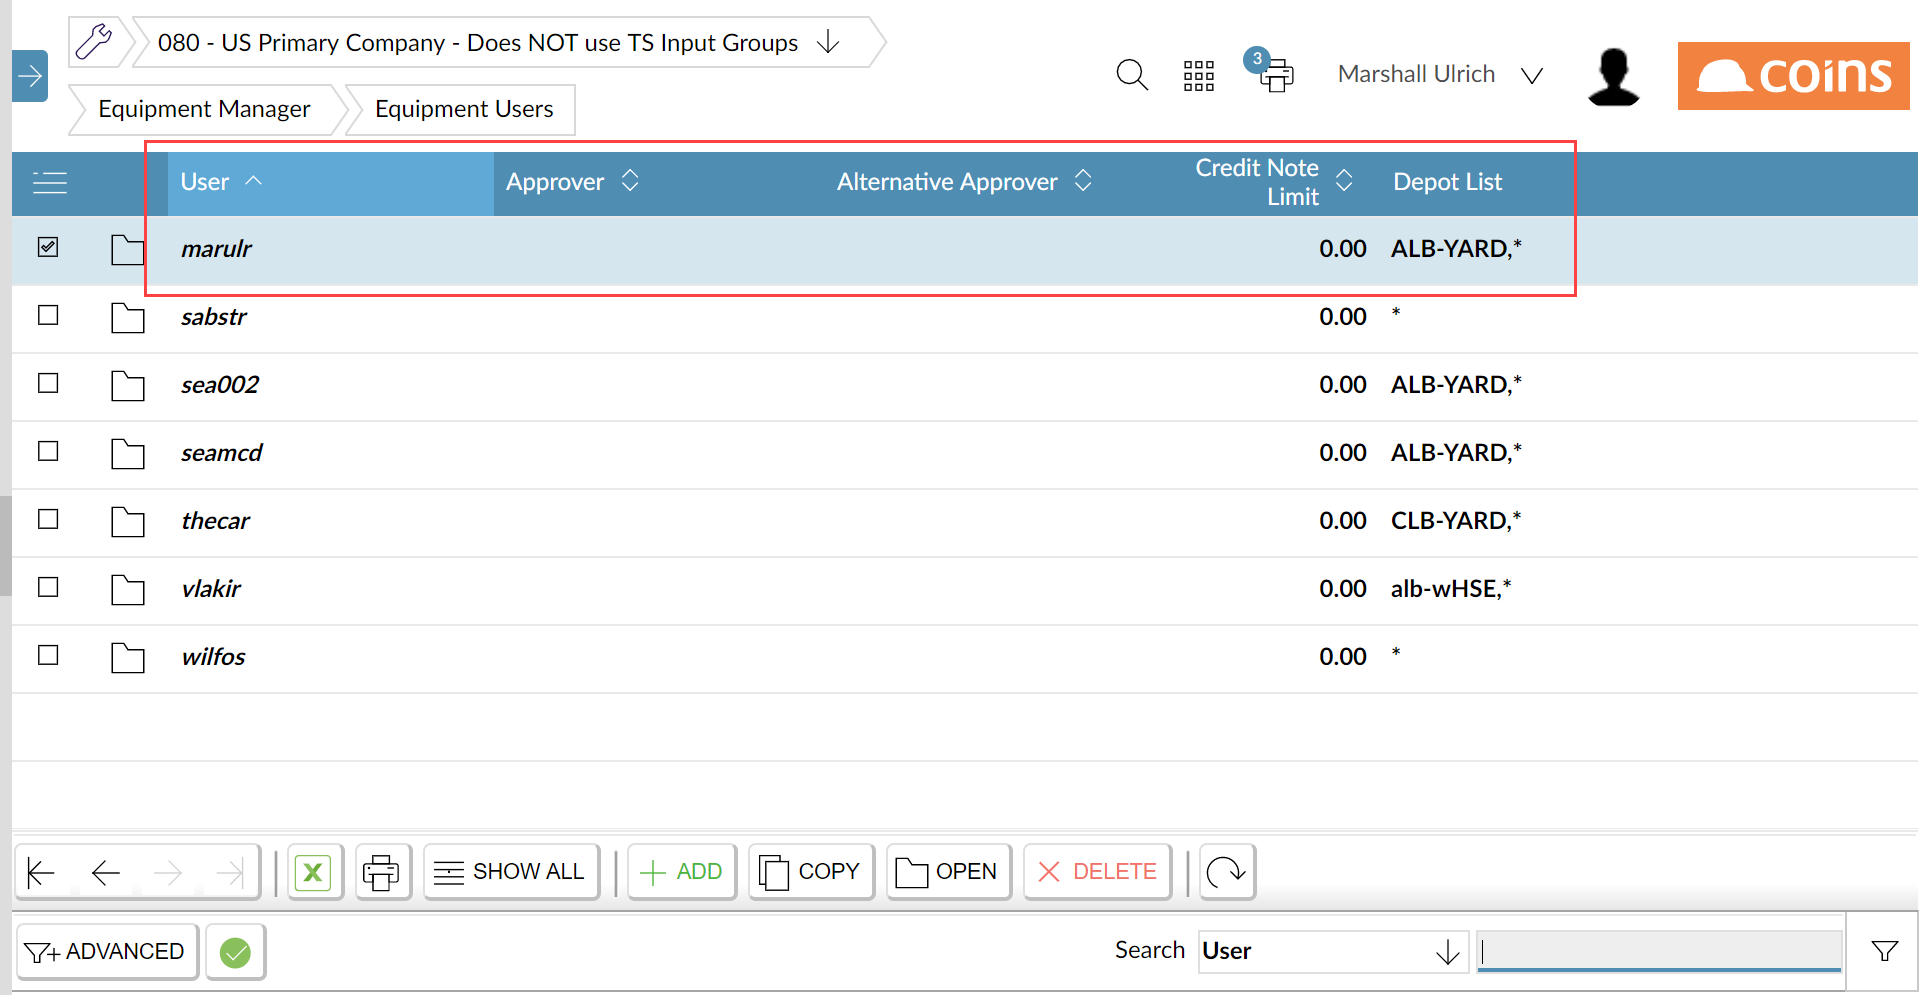 080 - US Primary Company - Does NOT use TS Input Groups
3
Marshall Ulrich
coins
Equipment Manager
Equipment Users
User
Approver
Alternative Approver
Credit Note
Limit
Depot List
marulr 0.00 ALB-YARD,*
sabstr 0.00 *
sea002 0.00 ALB-YARD,*
seamcd 0.00 ALB-YARD,*
thecar 0.00 CLB-YARD,*
vlakir 0.00 alb-wHSE,*
wilfos 0.00 *
X
SHOW ALL
ADD
COPY
OPEN
DELETE
ADVANCED
Search
User